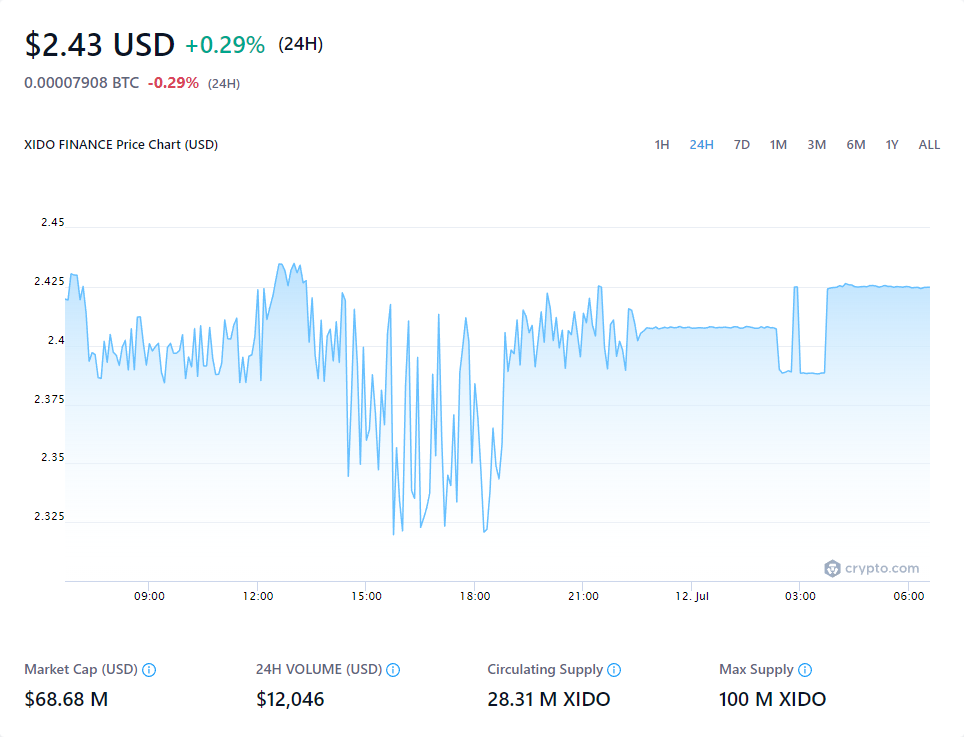 $2.43 USD +0.29% (24H)
0.00007908 BTC -0.29% (24H)
XIDO FINANCE Price Chart (USD) 1H 24H 7D 1M 3M 6M 1Y ALL
2.45
2.425
2.4
2.375
2.35
2.325
crypto.com
09:00 12:00 15:00 18:00 21:00 12. Jul 03:00 06:00
Market Cap (USD) 24H VOLUME (USD) Circulating Supply Max Supply
$68.68 M $12,046 28.31 M XIDO 100 M XIDO